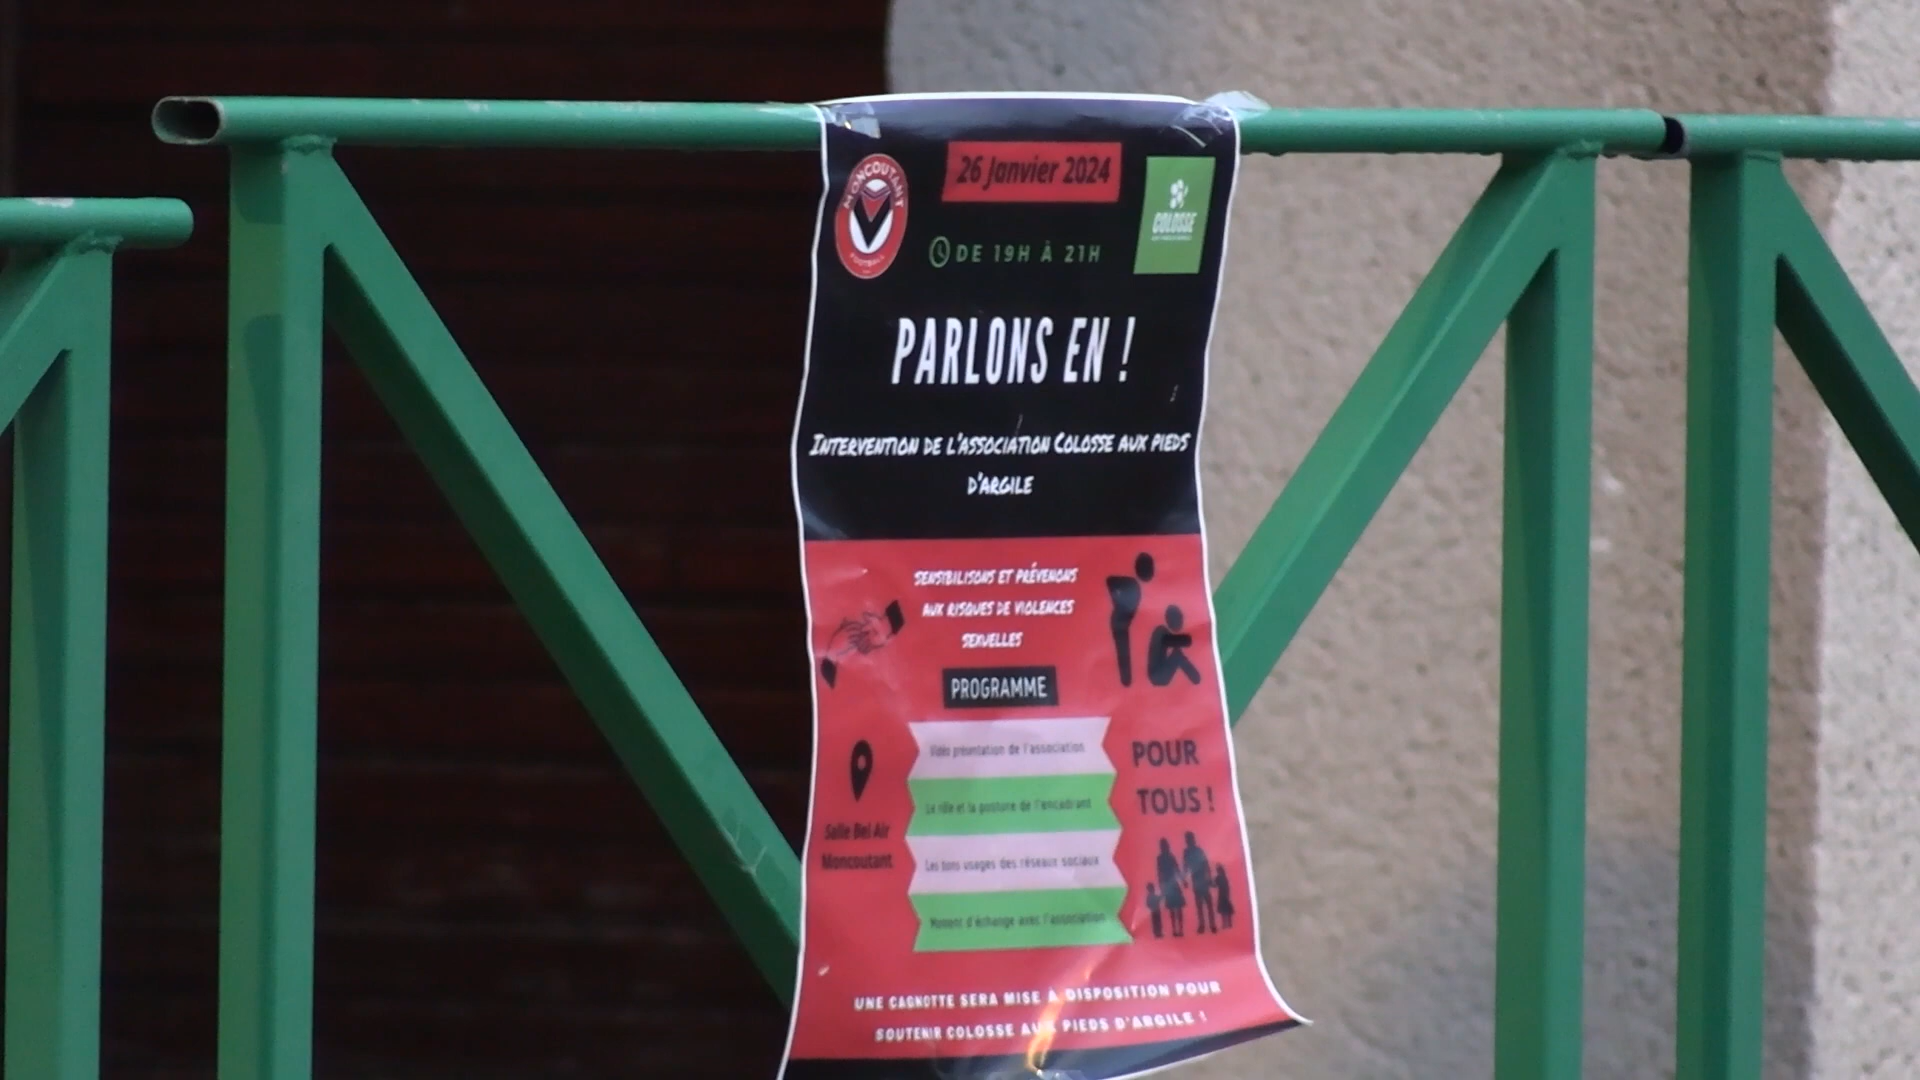 26 Janvier 2024
MONCOUTANT
FOOTBALL
COLOSSE
DE 19H À 21H
PARLONS EN !
INTERVENTION DE L'ASSOCIATION COLOSSE AUX PIEDS
D'ARGILE
SENSIBILISONS ET PRÉVENONS
AUX RISQUES DE VIOLENCES
SEXUELLES
PROGRAMME
Vidéo présentation de l'association
Le rôle et la posture de l'encadrant
Les bons usages des réseaux sociaux
Moment d'échange avec l'association
Salle Bel Air
Moncoutant
POUR
TOUS !
UNE CAGNOTTE SERA MISE À DISPOSITION POUR
SOUTENIR COLOSSE AUX PIEDS D'ARGILE !